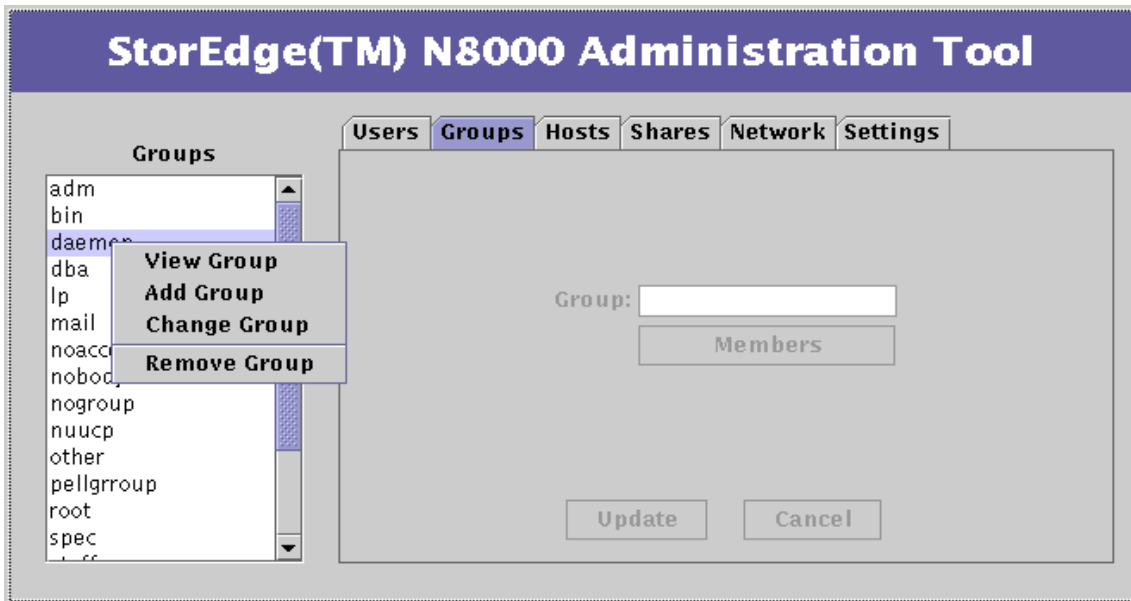 StorEdge(TM) N8000 Administration Tool
Users Groups Hosts Shares Network Settings
Groups
adm
bin
dba
lp
mail
nogroup
nuucp
other
pellgrroup
root
spec
View Group
Add Group
Change Group
Remove Group
Group:
Members
Update Cancel